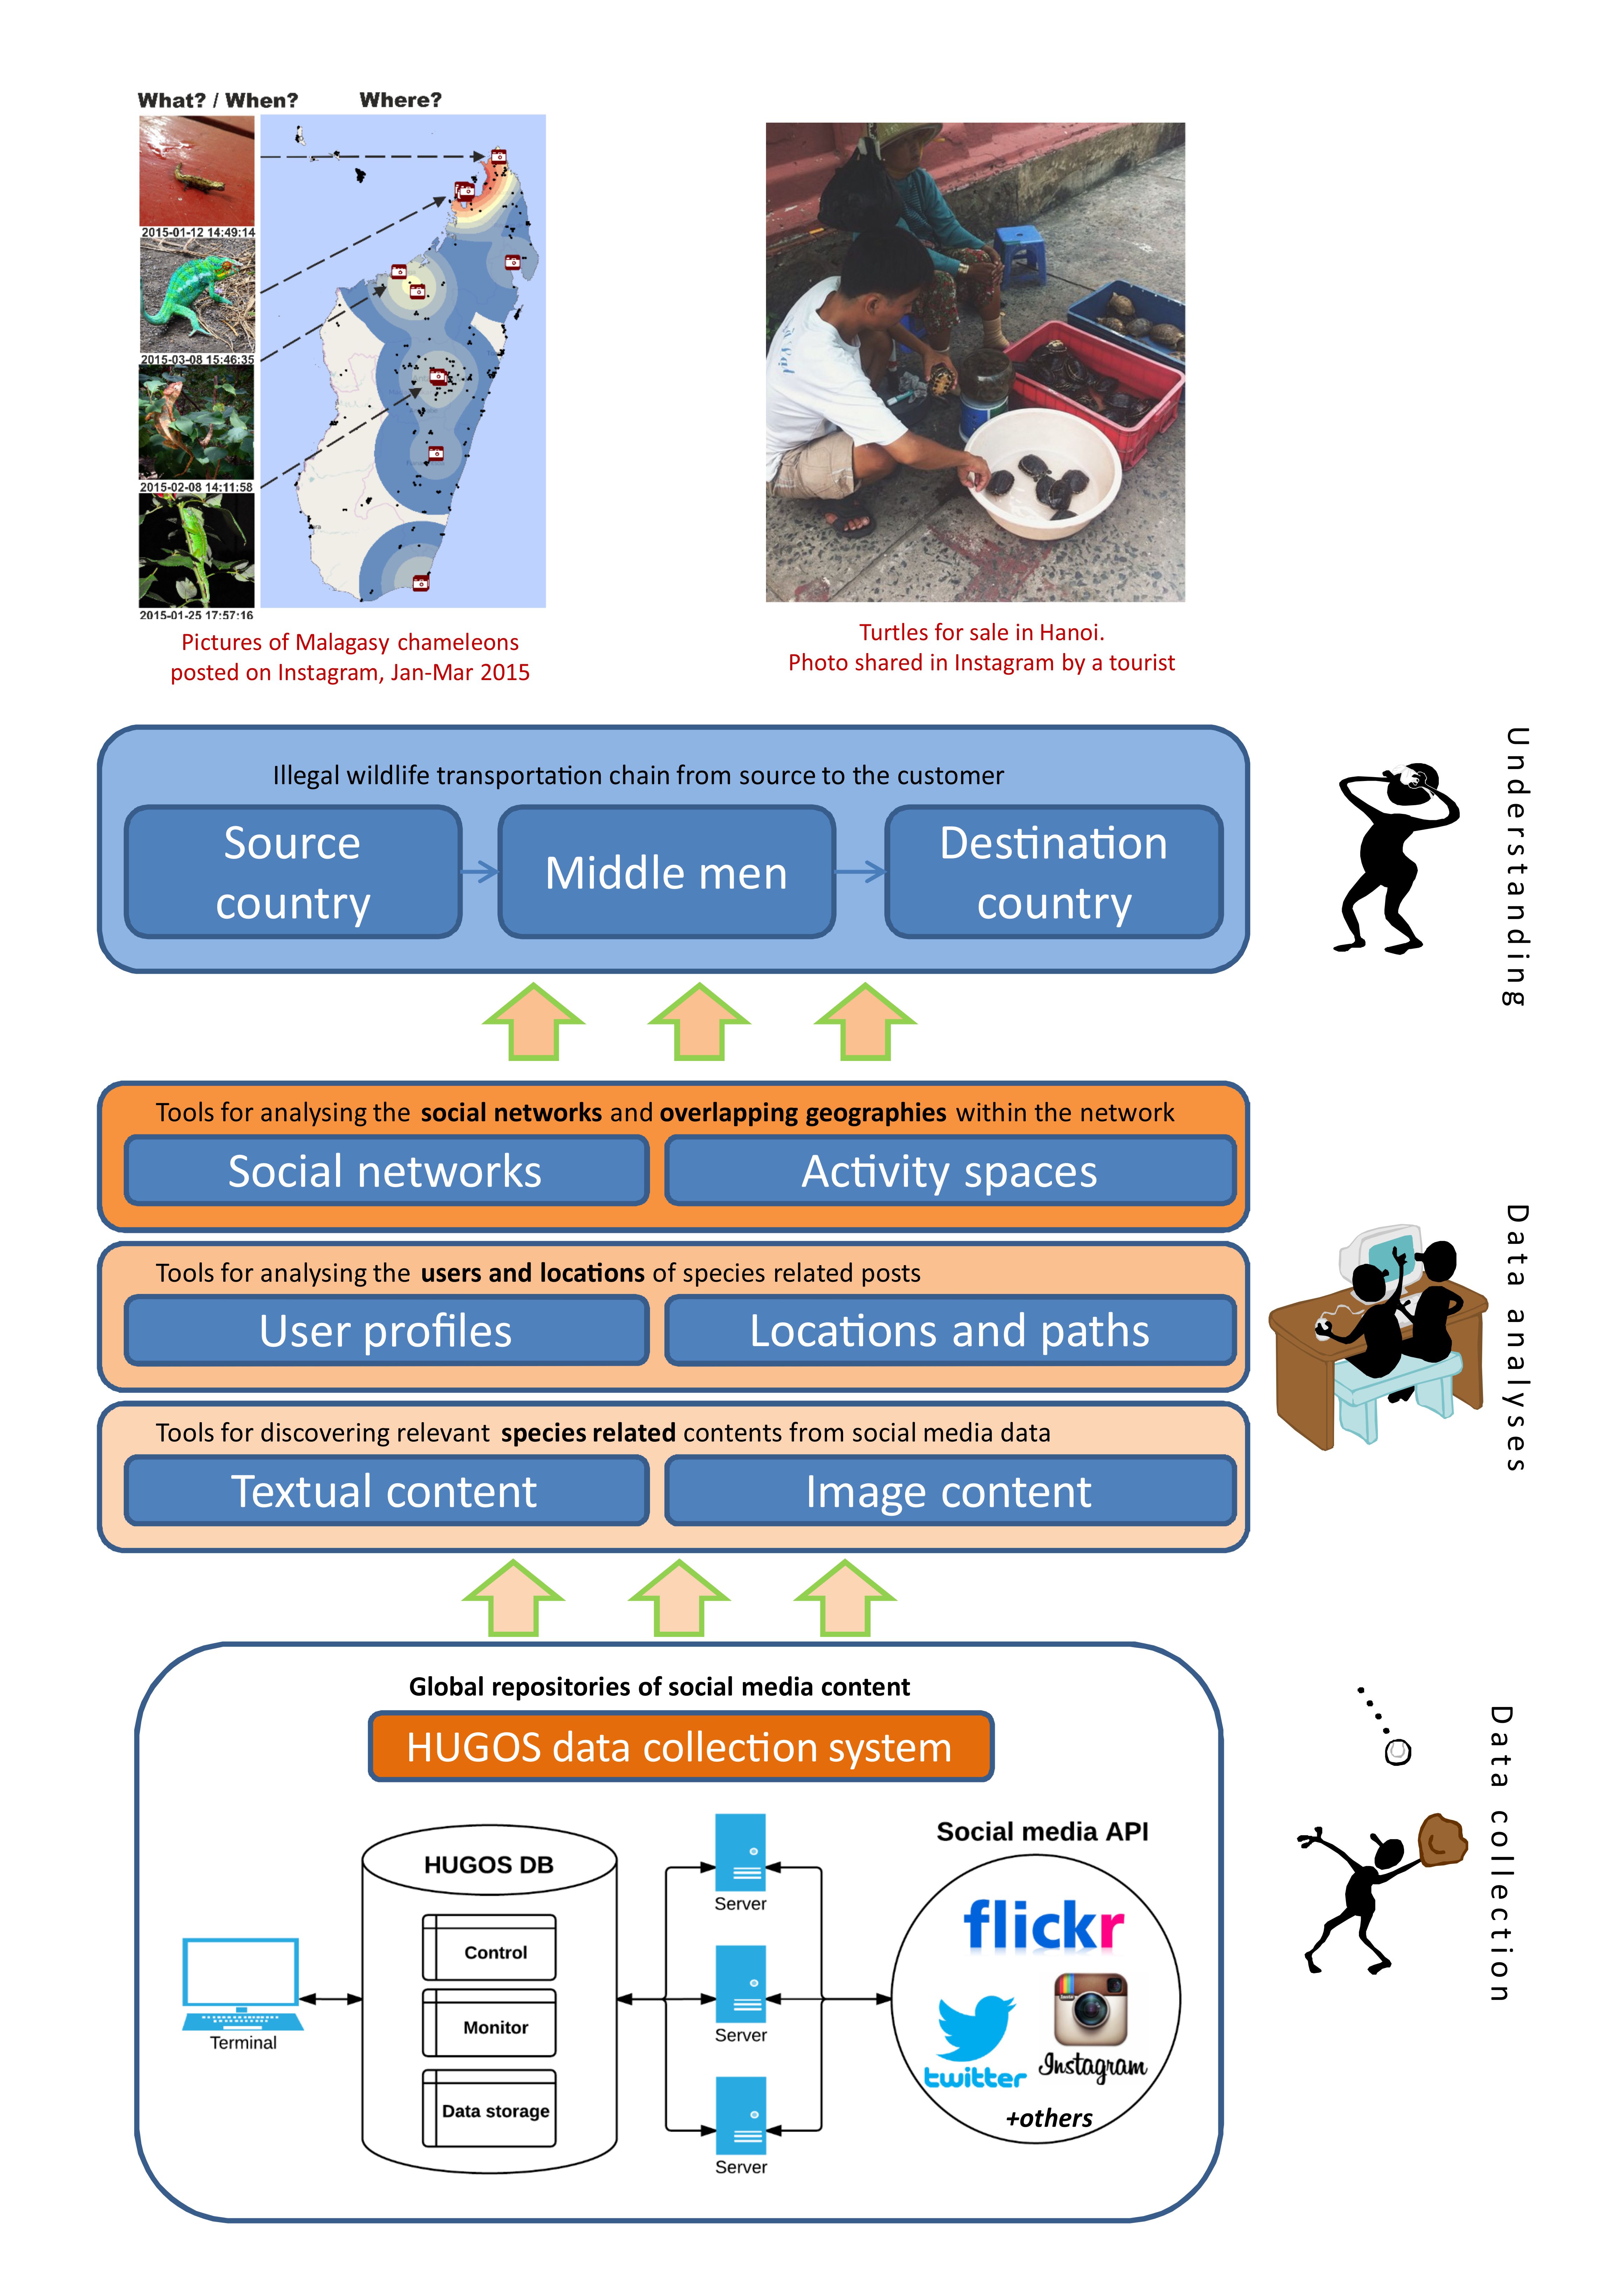 What? / When?
Where?
2015-01-12 14:49:14
2015-03-08 15:46:35
2015-02-08 14:11:58
2015-01-25 17:57:16
Pictures of Malagasy chameleons
posted on Instagram, Jan-Mar 2015
Turtles for sale in Hanoi.
Photo shared in Instagram by a tourist
Illegal wildlife transportation chain from source to the customer
Source
country
Middle men
Destination
country
Understanding
Tools for analysing the social networks and overlapping geographies within the network
Social networks
Activity spaces
Tools for analysing the users and locations of species related posts
User profiles
Locations and paths
Tools for discovering relevant species related contents from social media data
Textual content
Image content
Data analyses
Global repositories of social media content
HUGOS data collection system
HUGOS DB
Control
Monitor
Data storage
Terminal
Server
Server
Server
Social media API
flickr
twitter
Instagram
+others
Data collection